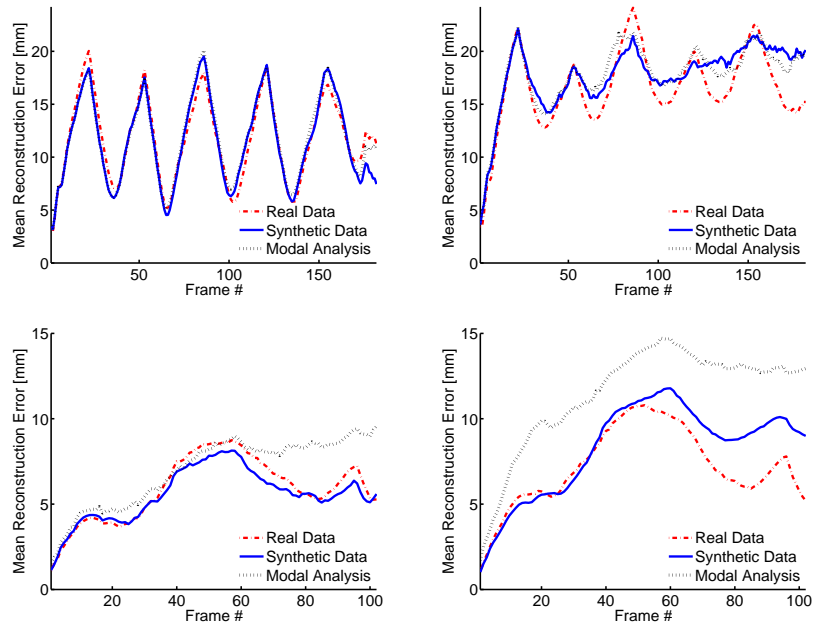 Mean Reconstruction Error [mm]
20
15
10
5
0
50
100
150
Frame #
Real Data
Synthetic Data
Modal Analysis
Mean Reconstruction Error [mm]
20
15
10
5
0
50
100
150
Frame #
Real Data
Synthetic Data
Modal Analysis
Mean Reconstruction Error [mm]
15
10
5
0
20
40
60
80
100
Frame #
Real Data
Synthetic Data
Modal Analysis
Mean Reconstruction Error [mm]
15
10
5
0
20
40
60
80
100
Frame #
Real Data
Synthetic Data
Modal Analysis